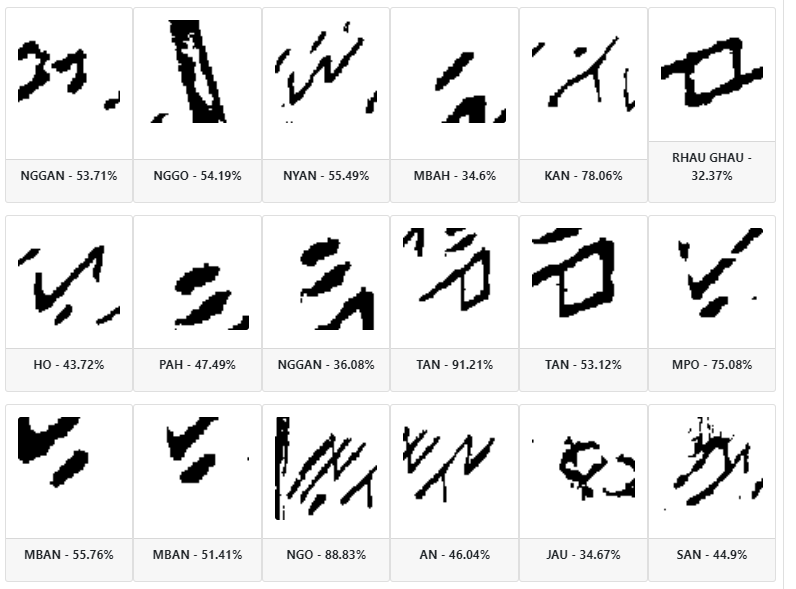 NGGAN - 53.71% NGGO - 54.19% NYAN - 55.49% MBAH - 34.6% KAN - 78.06% RHAU GHAU - 32.37%
HO - 43.72% PAH - 47.49% NGGAN - 36.08% TAN - 91.21% TAN - 53.12% MPO - 75.08%
MBAN - 55.76% MBAN - 51.41% NGO - 88.83% AN - 46.04% JAU - 34.67% SAN - 44.9%